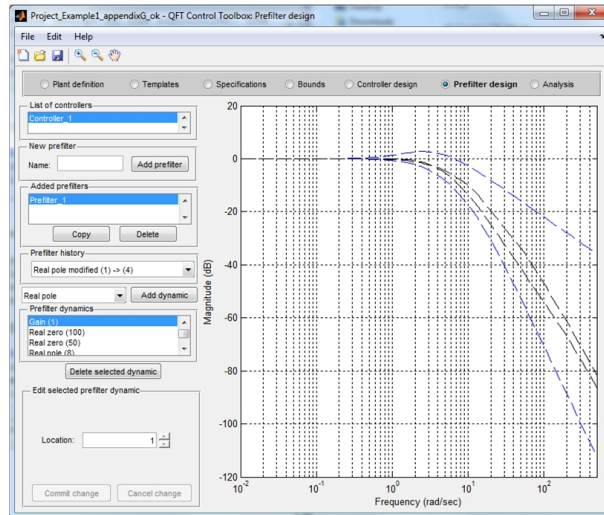 Project_Example1_appendixG_ok - QFT Control Toolbox: Prefilter design
File Edit Help
Plant definition Templates Specifications Bounds Controller design Prefilter design Analysis
List of controllers
Controller_1
New prefilter
Name: Add prefilter
Added prefilters
Prefilter_1
Copy Delete
Prefilter history
Real pole modified (1) -> (4)
Real pole Add dynamic
Prefilter dynamics
Gain (1)
Real zero (100)
Real zero (50)
Real pole (8)
Delete selected dynamic
Edit selected prefilter dynamic
Location: 1
Commit change Cancel change
Magnitude (dB)
20
0
-20
-40
-60
-80
-100
-120
10^-2 10^-1 10^0 10^1 10^2
Frequency (rad/sec)